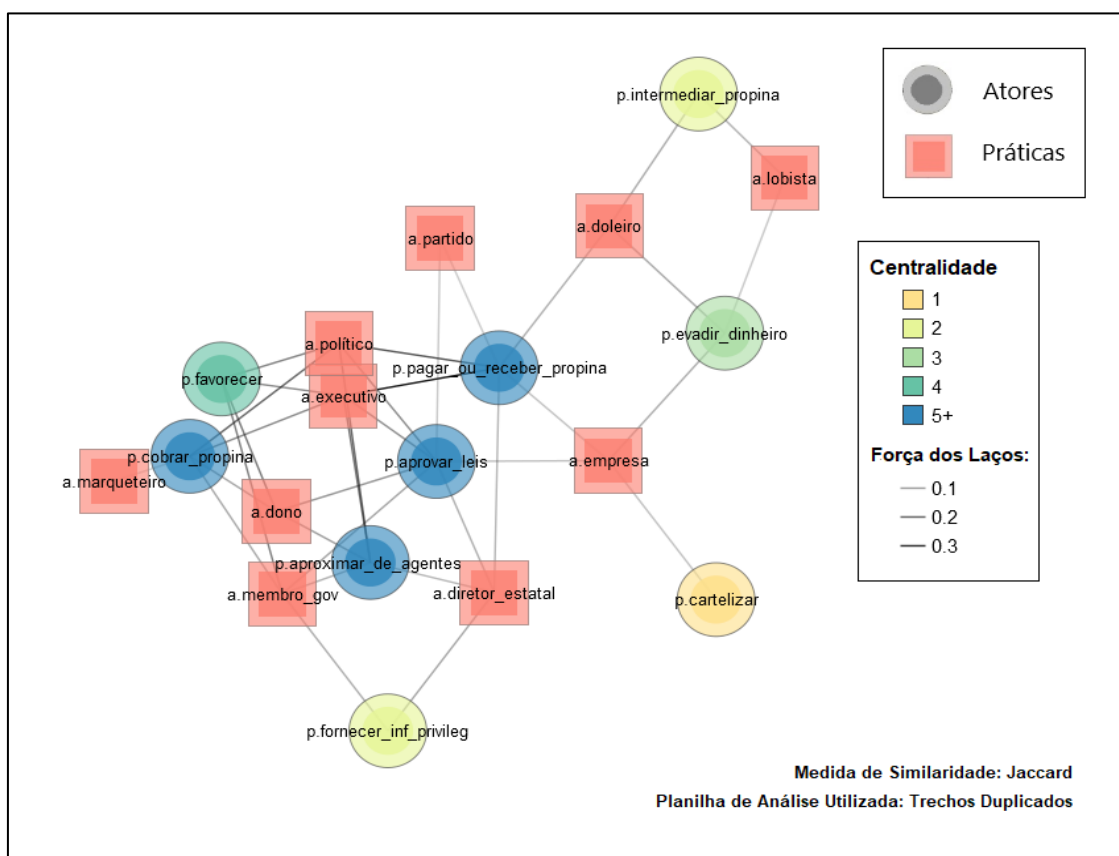 p.intermediar_propina
Atores
Práticas
a.lobista
a.doleiro
a.partido
Centralidade
1
2
3
4
5+
Força dos Laços:
0.1
0.2
0.3
p.evadir_dinheiro
a.político
p.pagar_ou_receber_propina
p.favorecer
a.executivo
p.cobrar_propina
p.aprovar_leis
a.empresa
a.marqueteiro
a.dono
p.aproximar_de_agentes
a.membro_gov
a.diretor_estatal
p.cartelizar
p.fornecer_inf_privileg
Medida de Similaridade: Jaccard
Planilha de Análise Utilizada: Trechos Duplicados